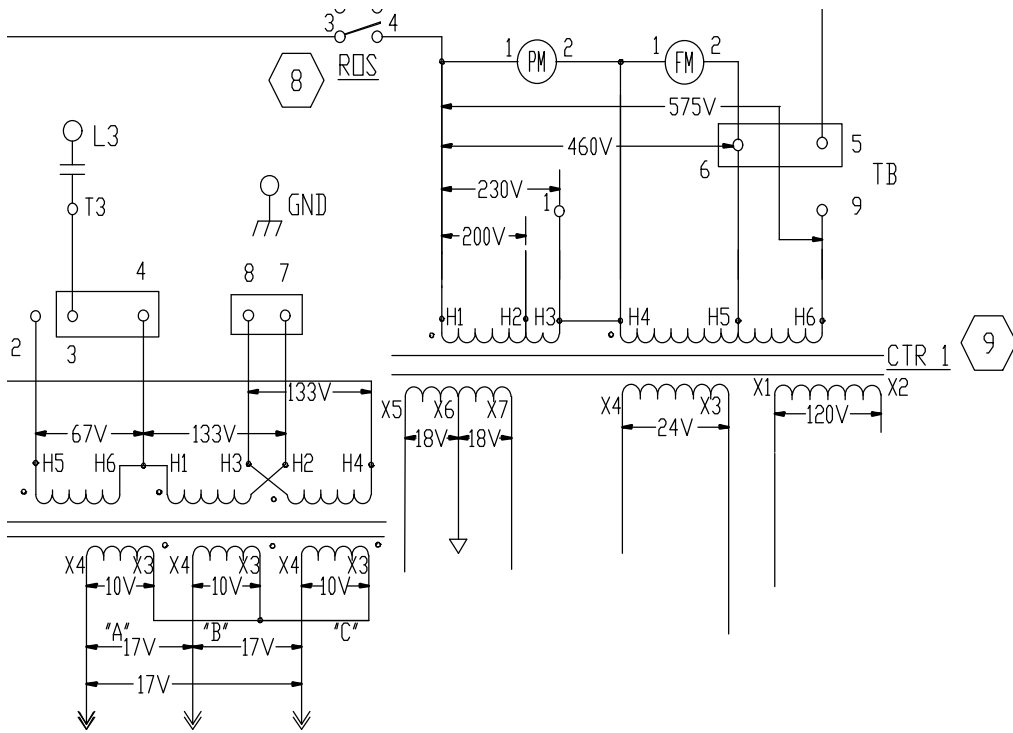 3 4
8 ROS
1 PM 2 1 FM 2
575V
460V
6 5
TB
L3
GND
T3
230V
1
9
200V
4 8 7
2 3
H1 H2 H3 H4 H5 H6
CTR 1 9
133V
X5 X6 X7 X4 X3 X1 X2
67V 133V
18V 18V 24V 120V
H5 H6 H1 H3 H2 H4
X4 X3 X4 X3 X4 X3
10V 10V 10V
"A" "B" "C"
17V 17V
17V